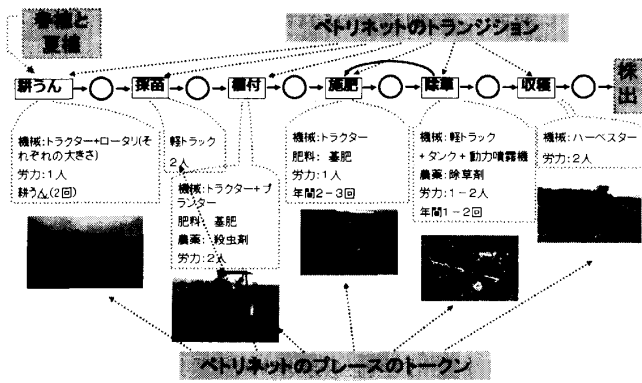 春植と
夏植
ペトリネットのトランジション
耕うん
採苗
植付
施肥
除草
収穫
株出
機械:トラクター+ロータリ(それぞれの大きさ)
労力:1人
耕うん(2回)
軽トラック
2人
機械:トラクター+プランター
肥料: 基肥
農薬: 殺虫剤
労力:2人
機械:トラクター
肥料: 基肥
労力:1人
年間2-3回
機械:軽トラック
+タンク+動力噴霧機
農薬:除草剤
労力:1-2人
年間1-2回
機械:ハーベスター
労力:2人
ペトリネットのプレースのトークン